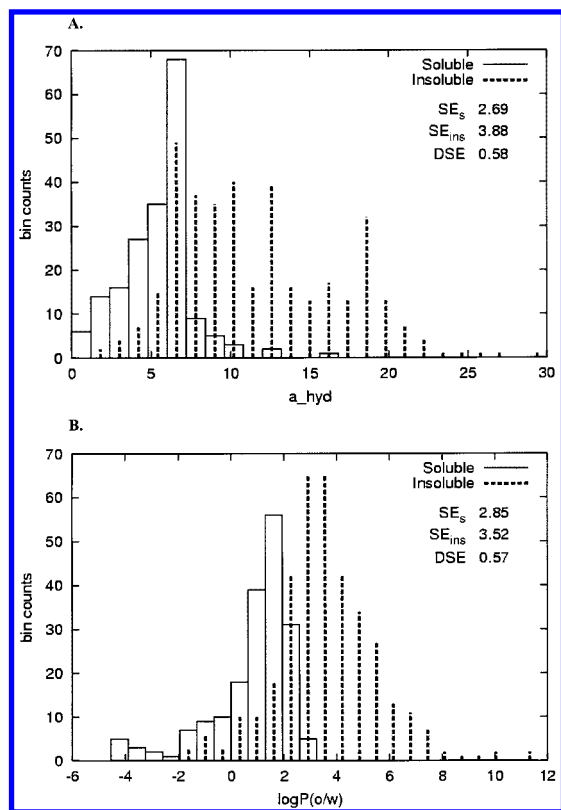 A.
70
60
50
40
30
20
10
0
bin counts
Soluble
Insoluble
SEs 2.69
SEins 3.88
DSE 0.58
0 5 10 15 20 25 30
a_hyd
B.
70
60
50
40
30
20
10
0
bin counts
Soluble
Insoluble
SEs 2.85
SEins 3.52
DSE 0.57
-6 -4 -2 0 2 4 6 8 10 12
logP(o/w)